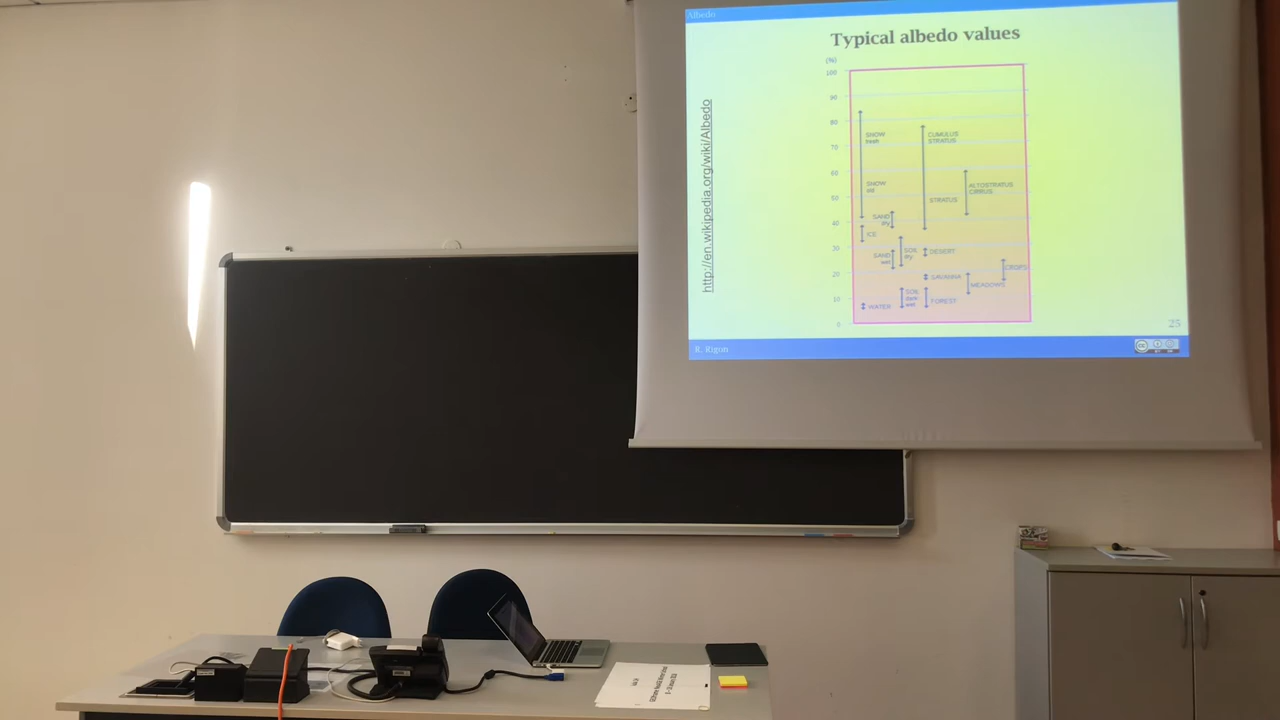 Albedo
Typical albedo values
http://en.wikipedia.org/wiki/Albedo
(%)
100
90
80
70
60
50
40
30
20
10
0
SNOW
fresh
CUMULUS
STRATUS
SNOW
old
ALTOSTRATUS
CIRRUS
STRATUS
SAND
dry
ICE
SOIL
dry
DESERT
SAND
wet
CROPS
SAVANNA
MEADOWS
SOIL
dark
wet
FOREST
WATER
25
R. Rigon